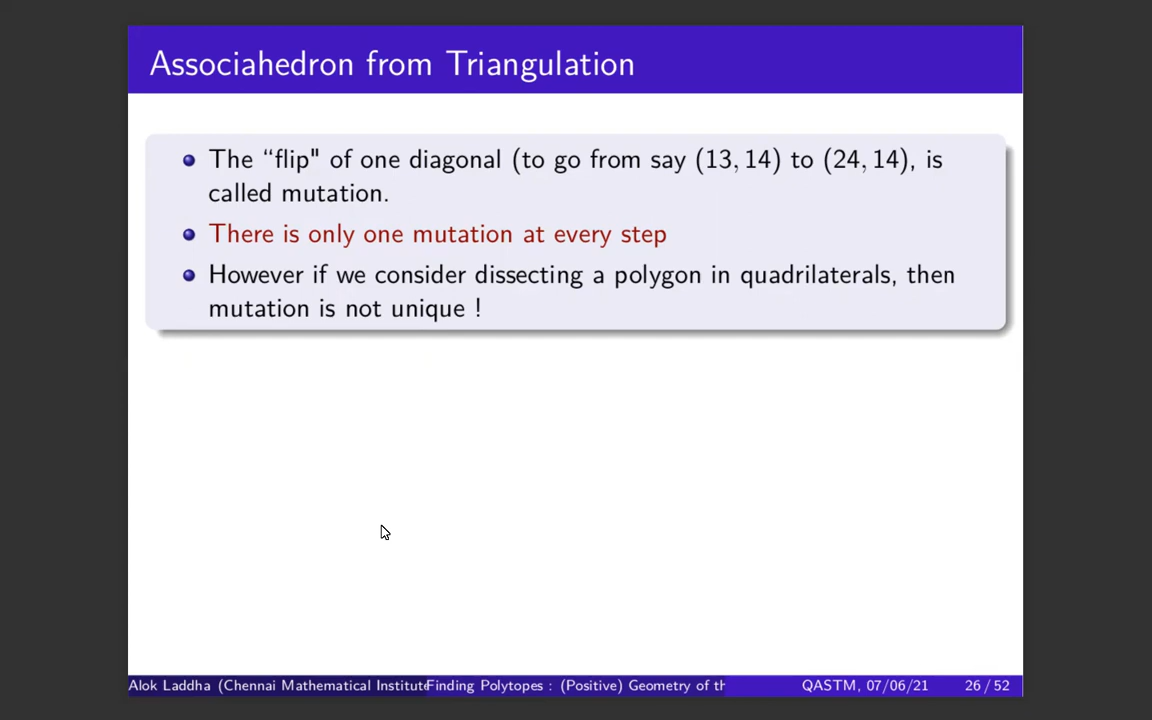 Associahedron from Triangulation
The “flip" of one diagonal (to go from say (13, 14) to (24, 14), is
called mutation.
There is only one mutation at every step
However if we consider dissecting a polygon in quadrilaterals, then
mutation is not unique !
Alok Laddha (Chennai Mathematical Institute Finding Polytopes : (Positive) Geometry of th QASTM, 07/06/21 26 / 52